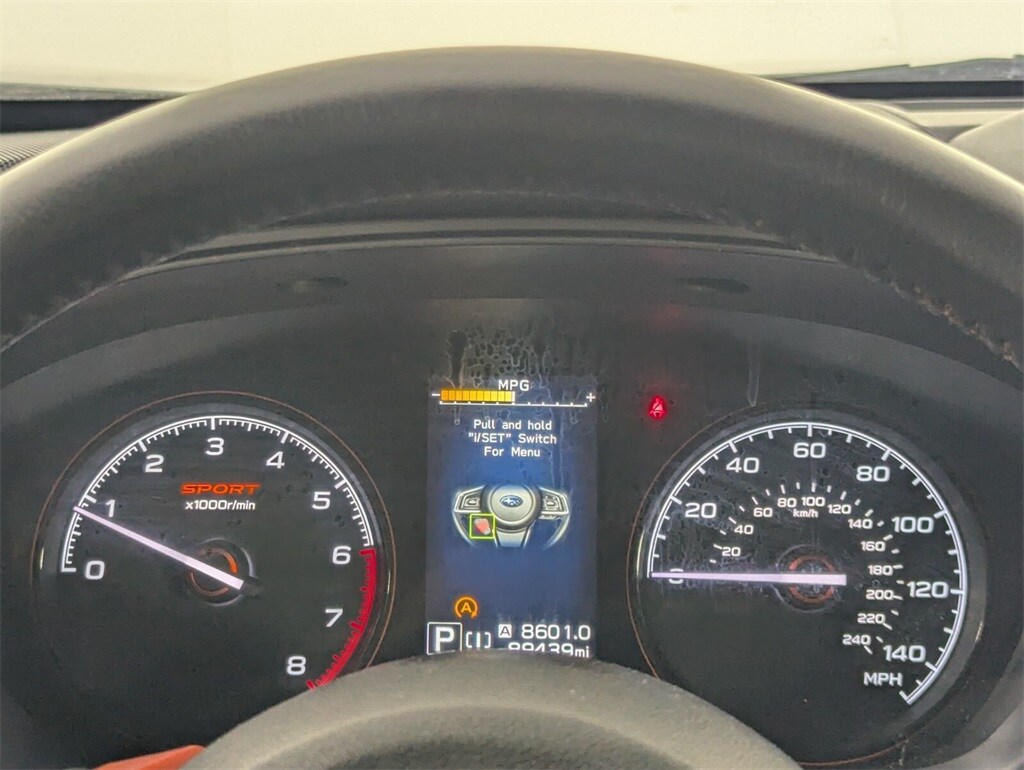 MPG
- +
Pull and hold
"i/SET" Switch
For Menu
SPORT
x1000r/min
0 1 2 3 4 5 6 7 8
A
P [I] A 8601.0
89439mi
0 20 40 60 80 100 120 140
MPH
20 40 60 80 100 120 140 160 180 200 220 240
km/h